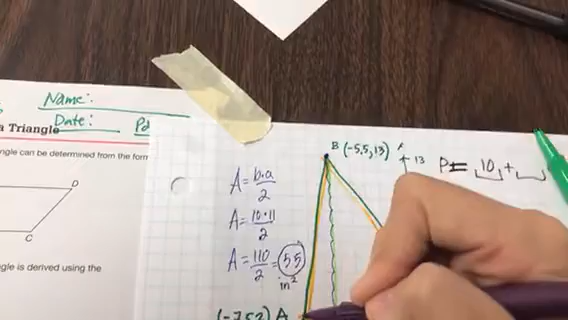 Name:
Date: Pd
a Triangle
ngle can be determined from the form
D
C
gle is derived using the
B (-5.5, 13)
13
P= 10 +
A= b·a
2
A= 10·11
2
A= 110 = 55
2
in²
A